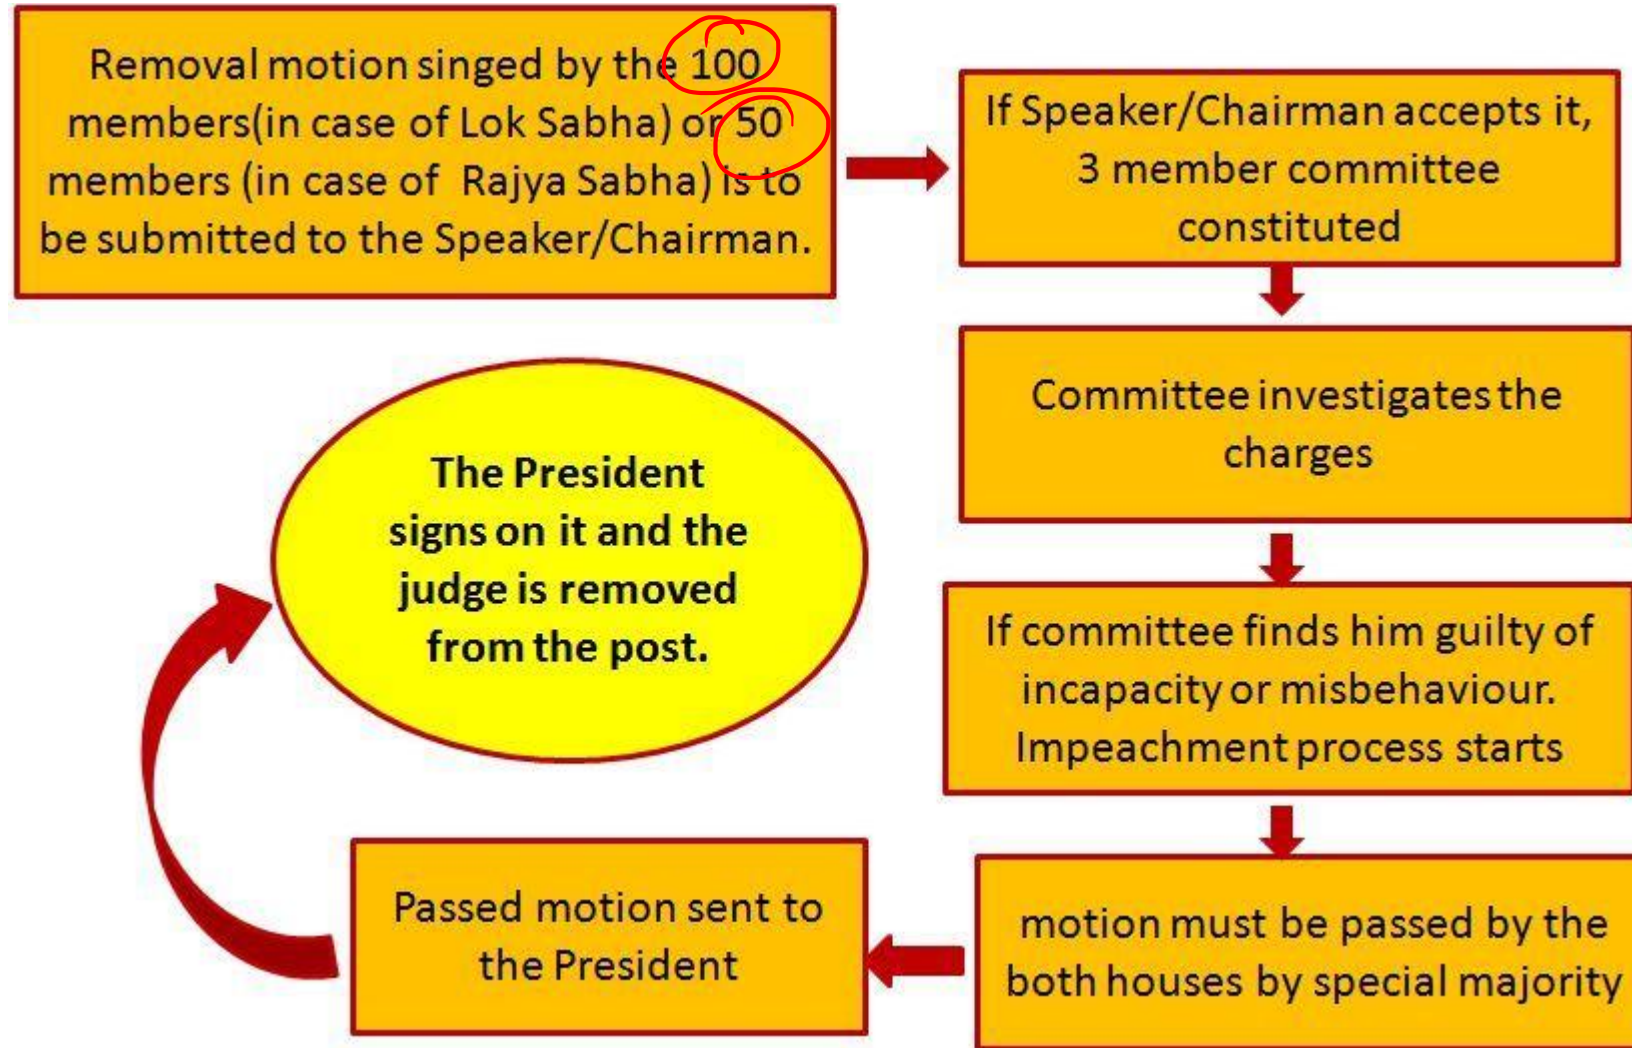 Removal motion singed by the 100
members(in case of Lok Sabha) or 50
members (in case of Rajya Sabha) is to
be submitted to the Speaker/Chairman.
If Speaker/Chairman accepts it,
3 member committee
constituted
Committee investigates the
charges
If committee finds him guilty of
incapacity or misbehaviour.
Impeachment process starts
motion must be passed by the
both houses by special majority
Passed motion sent to
the President
The President
signs on it and the
judge is removed
from the post.